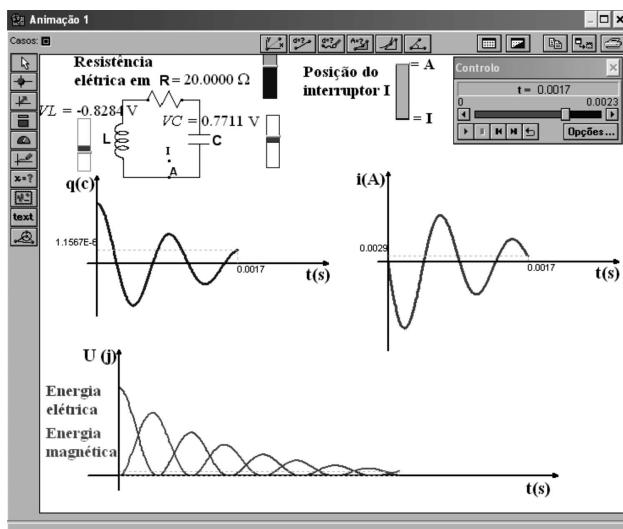 Animação 1
Casos:
Controlo
t = 0.0017
0 0.0023
Opções...
Resistência
elétrica em R = 20.0000 Ω
Posição do
interruptor I
= A
= I
VL = -0.8284 V
VC = 0.7711 V
L
C
I
A
x=?
text
q(c)
1.1567E-6
0.0017
t(s)
i(A)
0.0029
0.0017
t(s)
U (j)
Energia
elétrica
Energia
magnética
t(s)